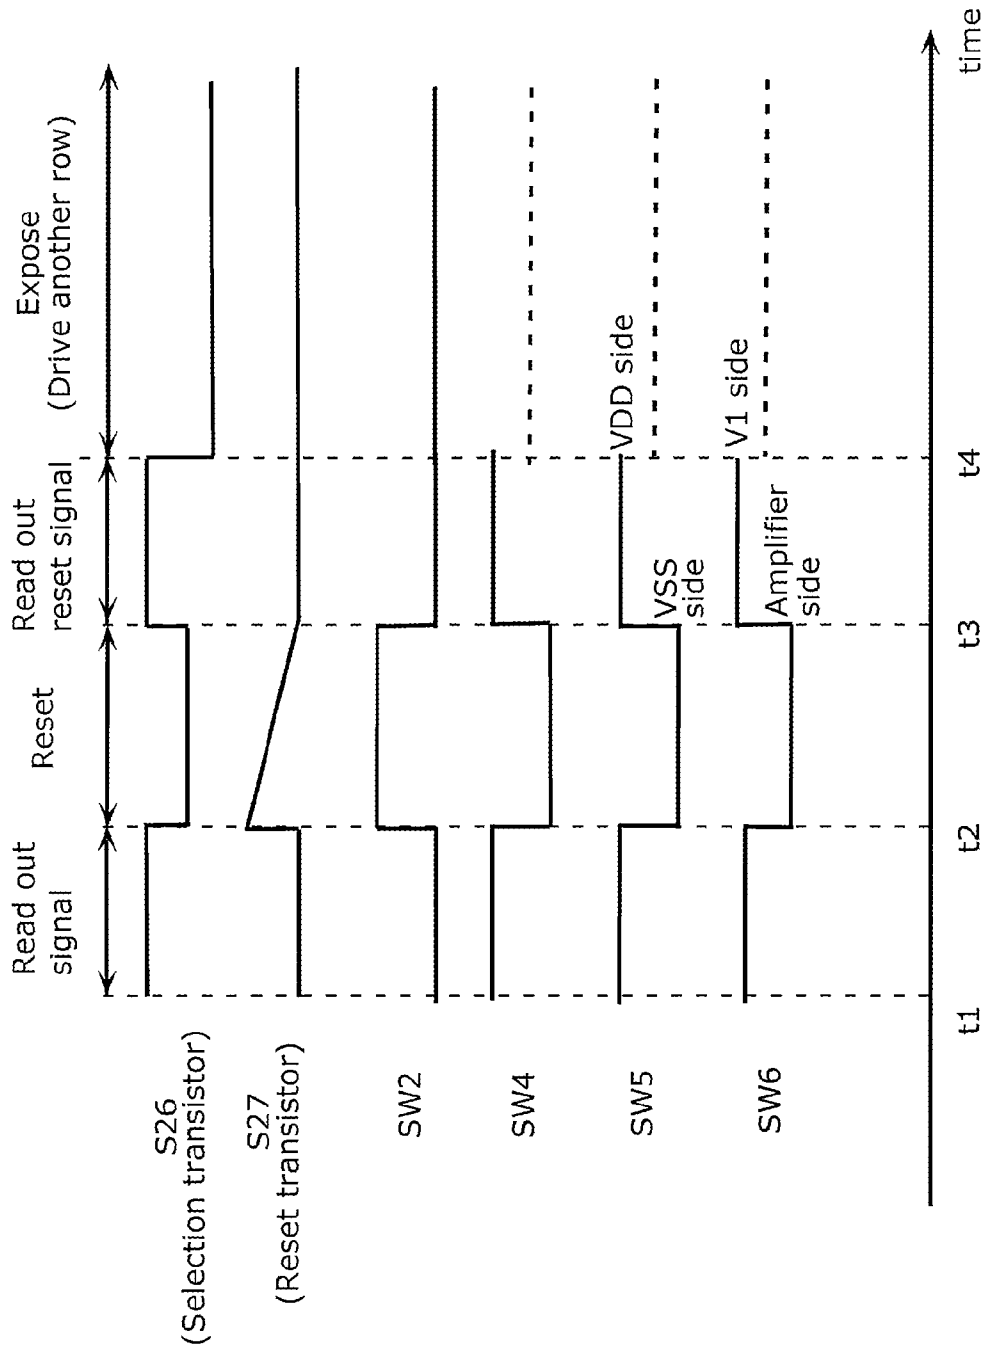 Read out
signal
Reset
Read out
reset signal
Expose
(Drive another row)
S26
(Selection transistor)
S27
(Reset transistor)
SW2
SW4
SW5
VSS
side
VDD side
SW6
Amplifier
side
V1 side
t1
t2
t3
t4
time